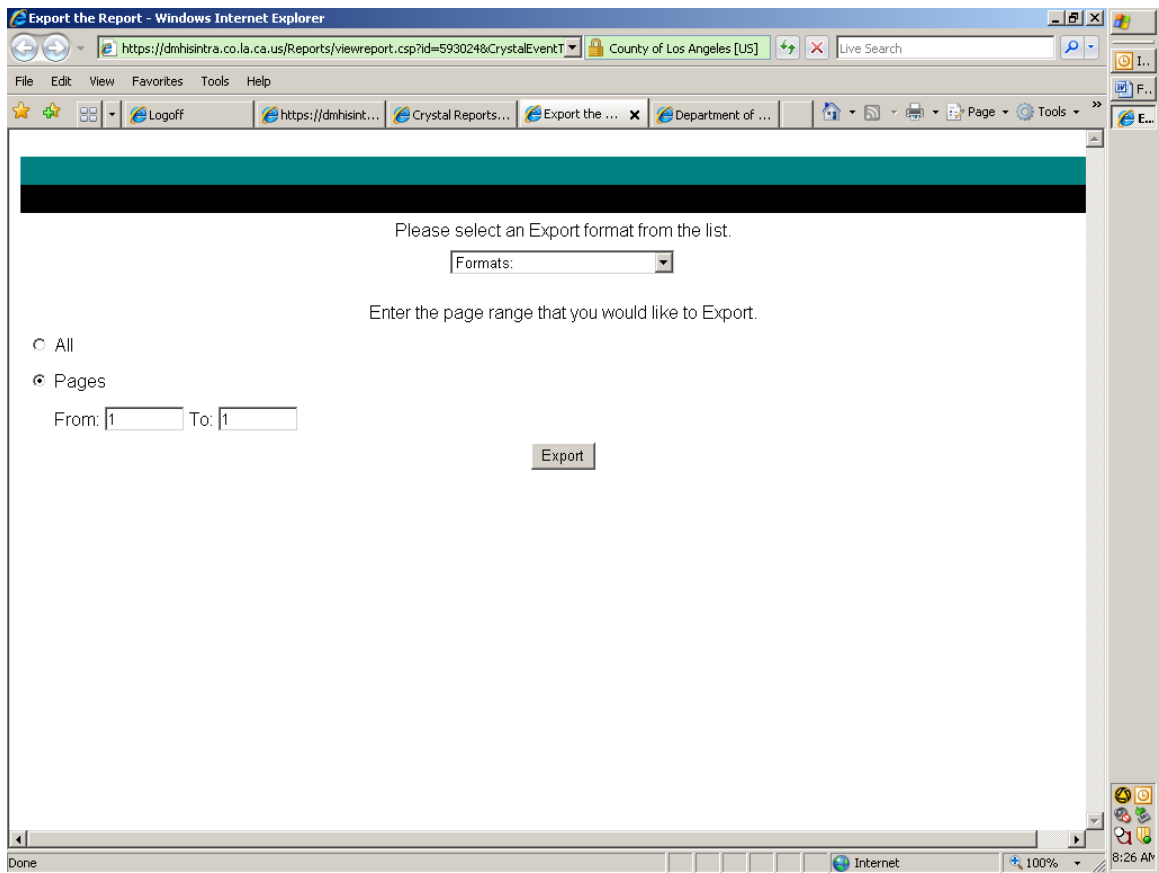 Export the Report - Windows Internet Explorer
https://dmhisintra.co.la.ca.us/Reports/viewreport.csp?id=593024&CrystalEventT County of Los Angeles [US] Live Search
File Edit View Favorites Tools Help
Logoff https://dmhisint... Crystal Reports... Export the ... Department of ... Page Tools »
I..
F..
E...
Please select an Export format from the list.
Formats:
Enter the page range that you would like to Export.
All
Pages
From: 1 To: 1
Export
Done Internet 100% 8:26 AM